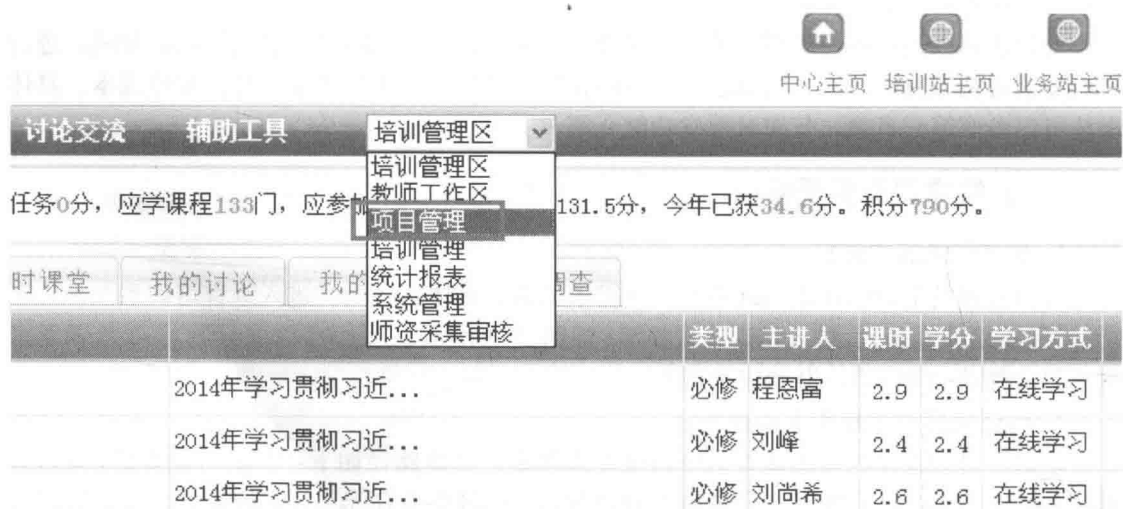 中心主页 培训站主页 业务站主页
讨论交流 辅助工具 培训管理区
培训管理区
教师工作区
任务0分，应学课程133门，应参 131.5分，今年已获34.6分。积分790分。
项目管理
培训管理
时课堂 我的讨论 我的 调查
统计报表
系统管理
师资采集审核
类型 主讲人 课时 学分 学习方式
2014年学习贯彻习近... 必修 程恩富 2.9 2.9 在线学习
2014年学习贯彻习近... 必修 刘峰 2.4 2.4 在线学习
2014年学习贯彻习近... 必修 刘尚希 2.6 2.6 在线学习